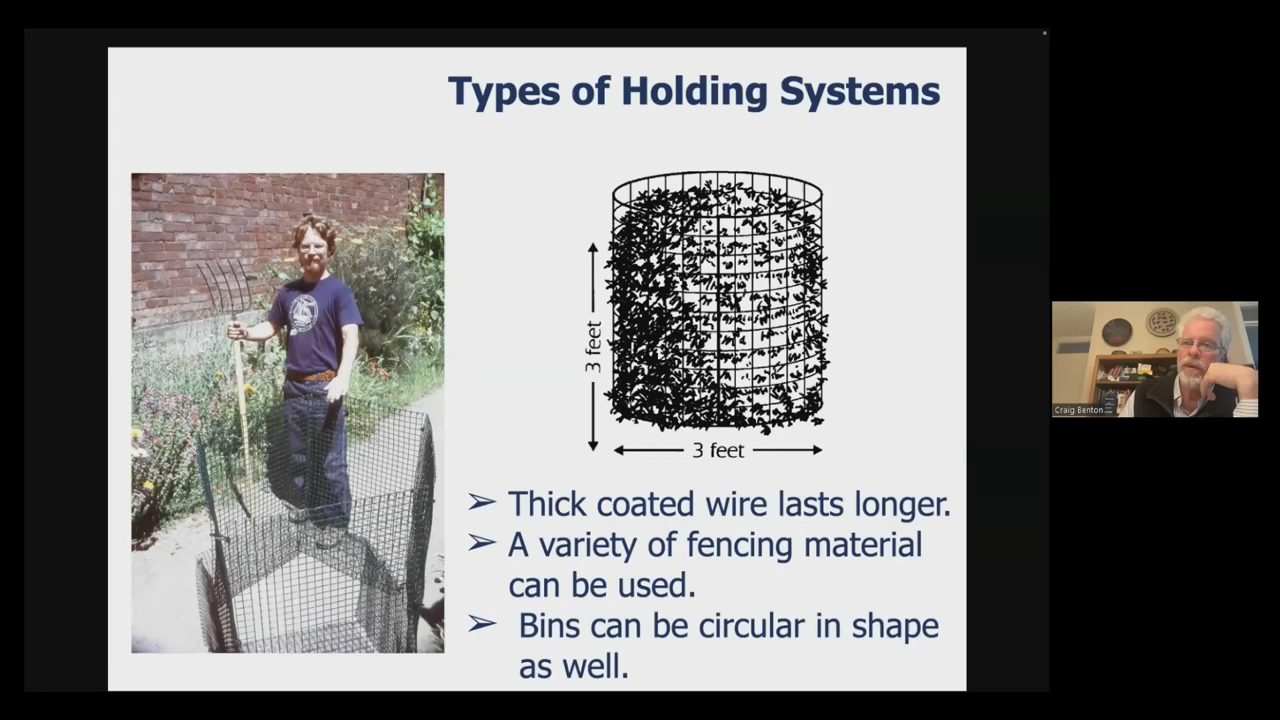 Types of Holding Systems
3 feet
3 feet
➢ Thick coated wire lasts longer.
➢ A variety of fencing material
can be used.
➢ Bins can be circular in shape
as well.
Craig Benton